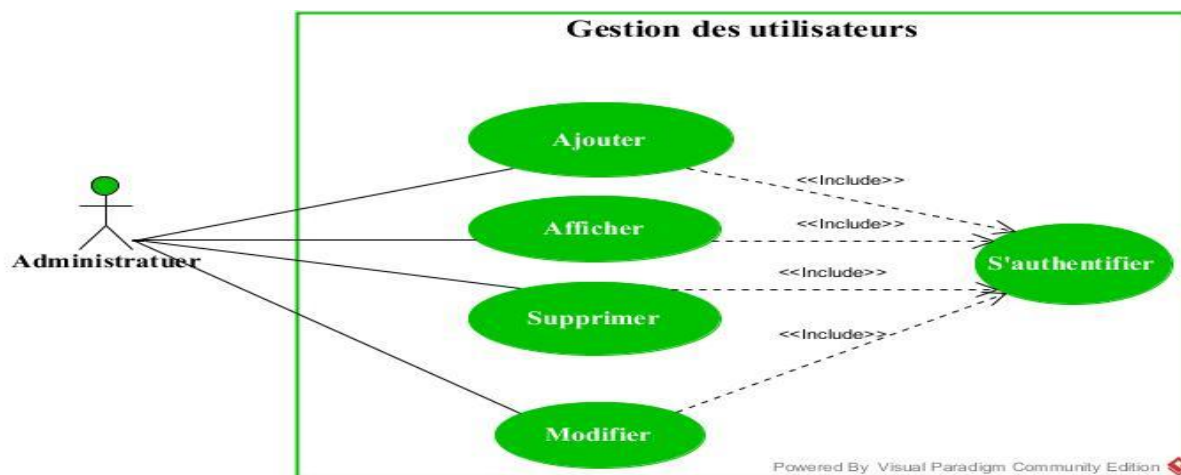 Gestion des utilisateurs
Ajouter
<<Include>>
Afficher
<<Include>>
Administratuer
S'authentifier
<<Include>>
Supprimer
<<Include>>
Modifier
Powered By Visual Paradigm Community Edition